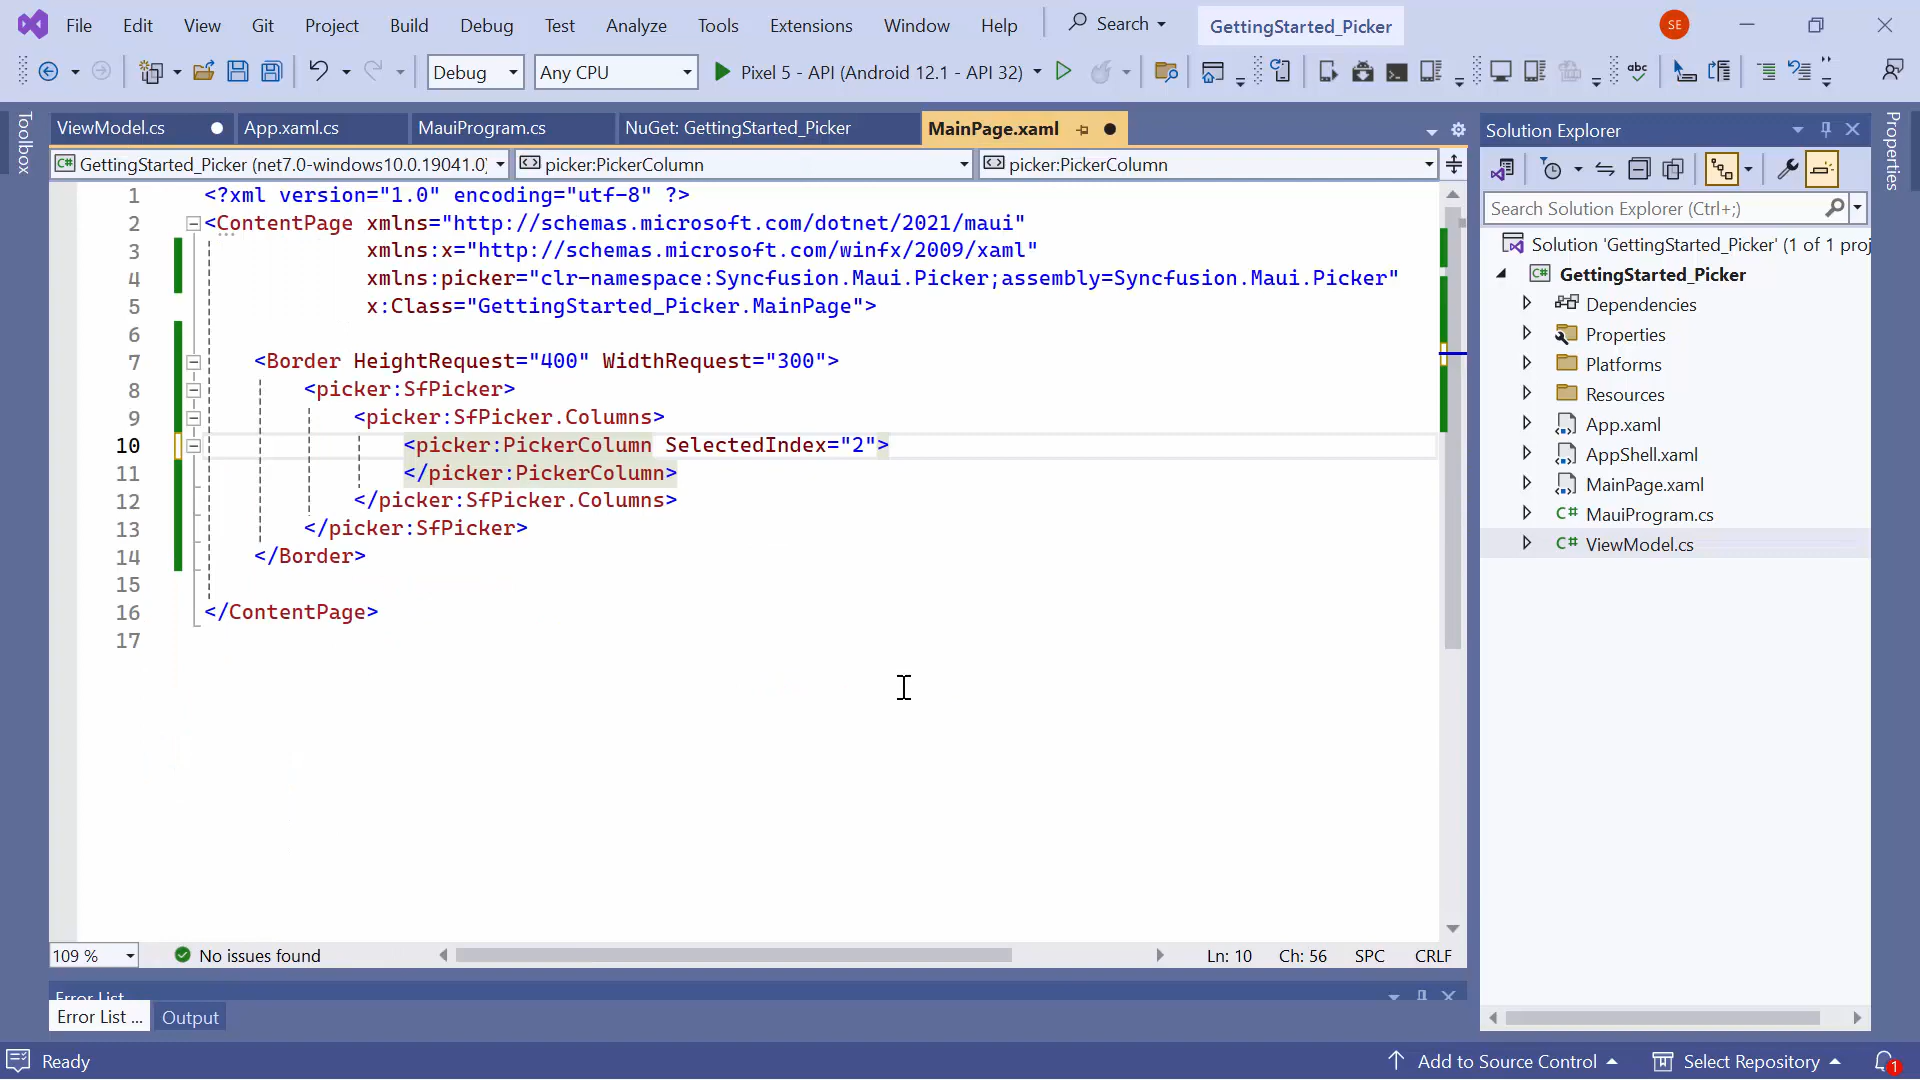 File Edit View Git Project Build Debug Test Analyze Tools Extensions Window Help Search GettingStarted_Picker SE
Debug Any CPU Pixel 5 - API (Android 12.1 - API 32)
Toolbox
ViewModel.cs App.xaml.cs MauiProgram.cs NuGet: GettingStarted_Picker MainPage.xaml
GettingStarted_Picker (net7.0-windows10.0.19041.0) picker:PickerColumn picker:PickerColumn
1 <?xml version="1.0" encoding="utf-8" ?>
2 <ContentPage xmlns="http://schemas.microsoft.com/dotnet/2021/maui"
3 xmlns:x="http://schemas.microsoft.com/winfx/2009/xaml"
4 xmlns:picker="clr-namespace:Syncfusion.Maui.Picker;assembly=Syncfusion.Maui.Picker"
5 x:Class="GettingStarted_Picker.MainPage">
6
7 <Border HeightRequest="400" WidthRequest="300">
8 <picker:SfPicker>
9 <picker:SfPicker.Columns>
10 <picker:PickerColumn SelectedIndex="2">
11 </picker:PickerColumn>
12 </picker:SfPicker.Columns>
13 </picker:SfPicker>
14 </Border>
15
16 </ContentPage>
17
109 % No issues found Ln: 10 Ch: 56 SPC CRLF
Error List
Error List ... Output
Solution Explorer
Search Solution Explorer (Ctrl+;)
Solution 'GettingStarted_Picker' (1 of 1 proj
GettingStarted_Picker
Dependencies
Properties
Platforms
Resources
App.xaml
AppShell.xaml
MainPage.xaml
C# MauiProgram.cs
C# ViewModel.cs
Properties
Ready Add to Source Control Select Repository 1